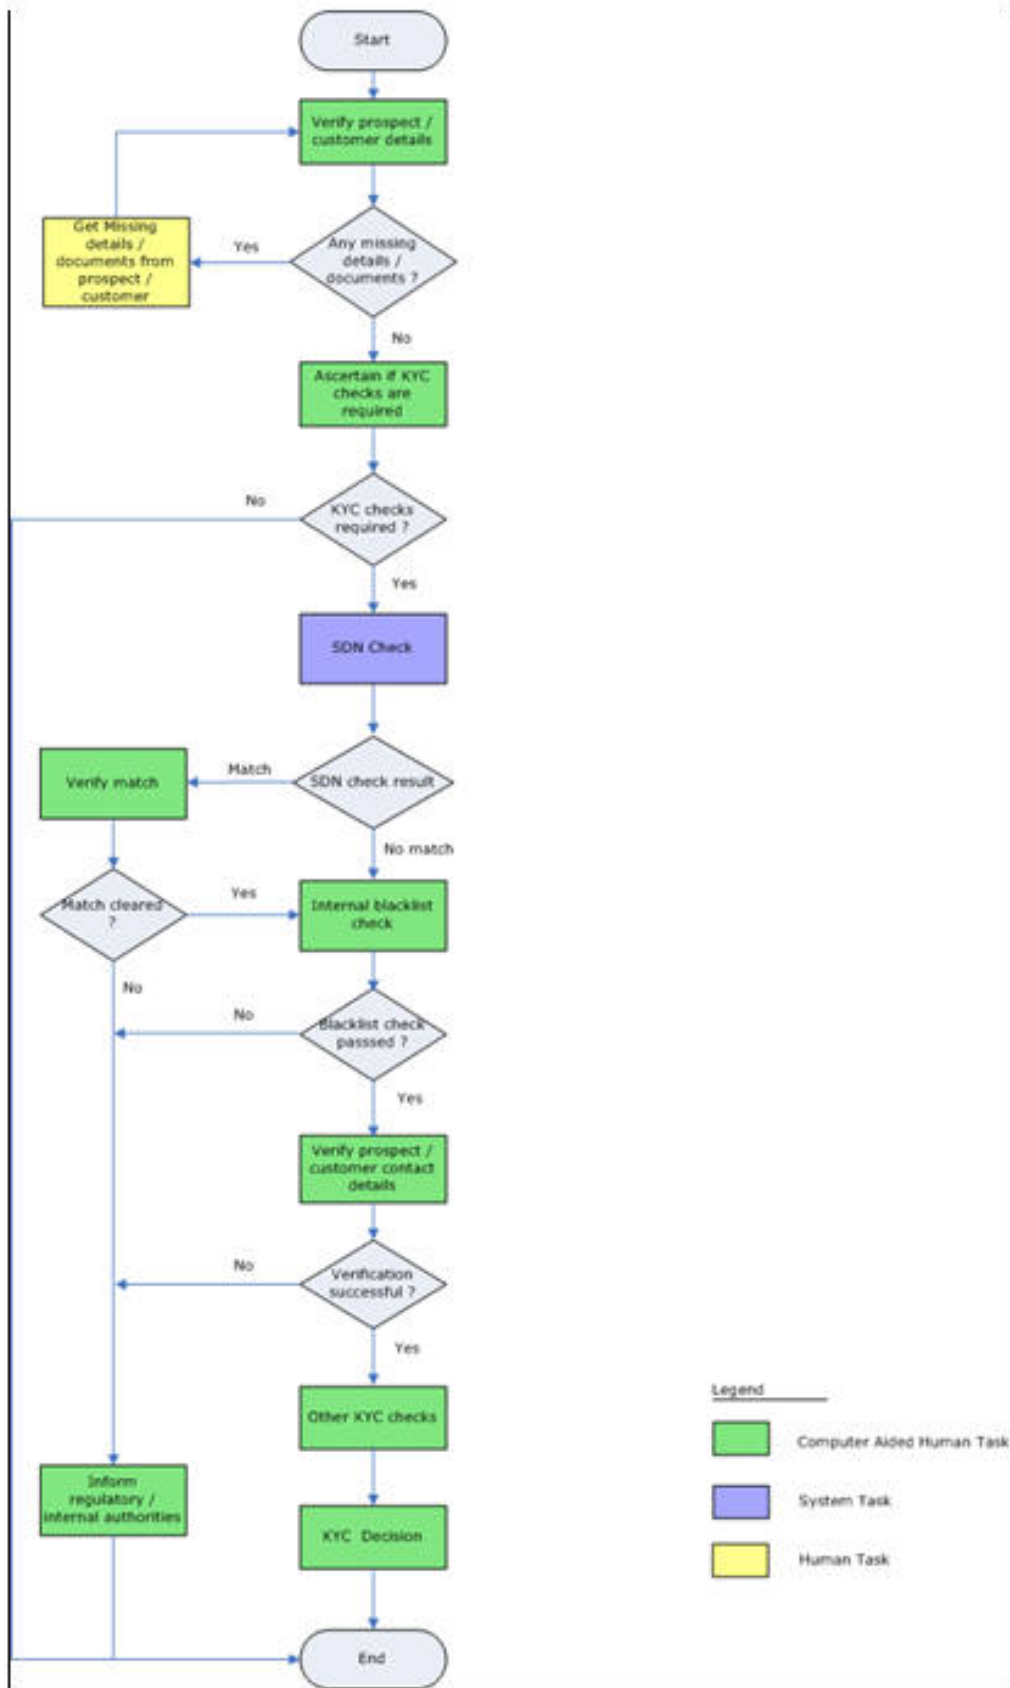 Start
Verify prospect /
customer details
Get Missing
details /
documents from
prospect /
customer
Yes
Any missing
details /
documents ?
No
Ascertain if KYC
checks are
required
No
KYC checks
required ?
Yes
SDN Check
Verify match
Match
SDN check result
No match
Match cleared
?
Yes
Internal blacklist
check
No
No
Blacklist check
passsed ?
Yes
Verify prospect /
customer contact
details
No
Verification
successful ?
Yes
Other KYC checks
Inform
regulatory /
internal authorities
KYC Decision
End
Legend
Computer Aided Human Task
System Task
Human Task